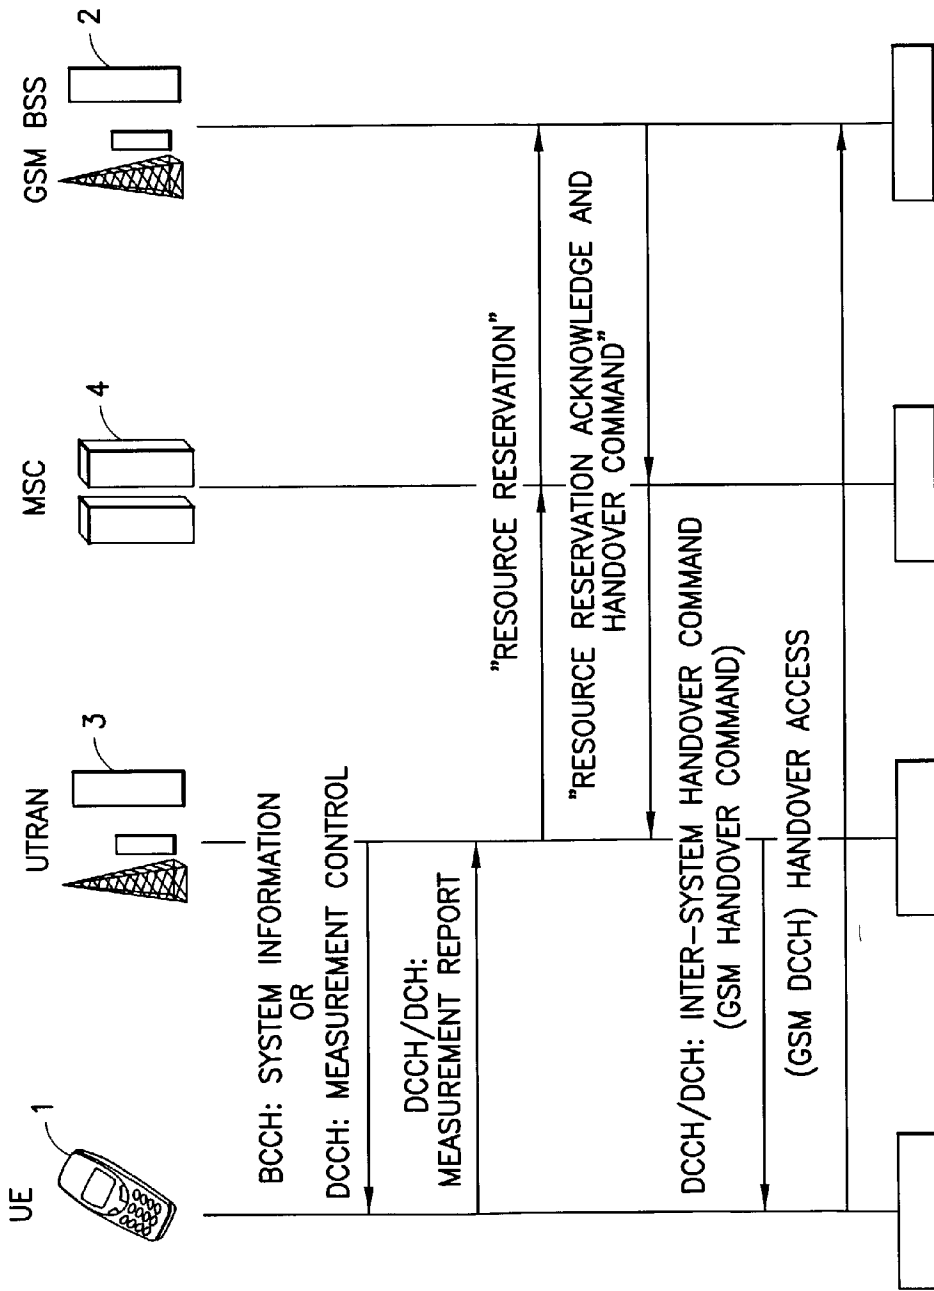 UE
1
UTRAN
3
MSC
4
GSM BSS
2
BCCH: SYSTEM INFORMATION
OR
DCCH: MEASUREMENT CONTROL
DCCH/DCH:
MEASUREMENT REPORT
"RESOURCE RESERVATION"
"RESOURCE RESERVATION ACKNOWLEDGE AND
HANDOVER COMMAND"
DCCH/DCH: INTER-SYSTEM HANDOVER COMMAND
(GSM HANDOVER COMMAND)
(GSM DCCH) HANDOVER ACCESS